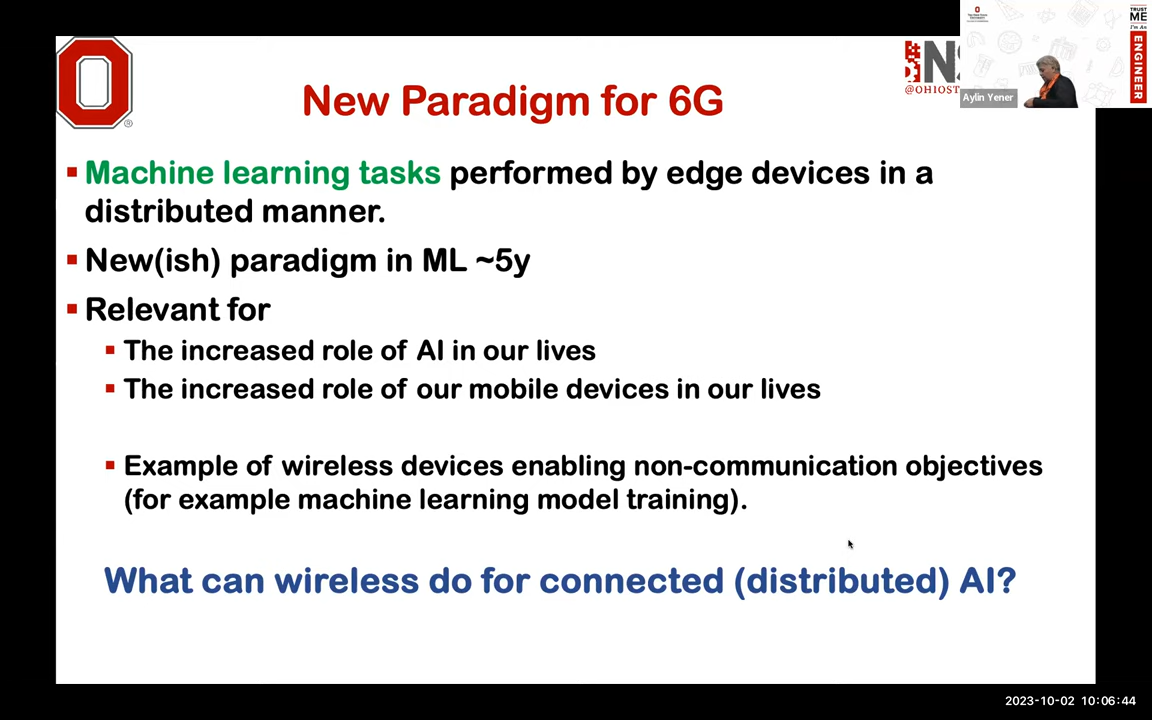 New Paradigm for 6G
@OHIOST
Aylin Yener
TRUST
ME
I'm An
ENGINEER
Machine learning tasks performed by edge devices in a
distributed manner.
New(ish) paradigm in ML ~5y
Relevant for
The increased role of AI in our lives
The increased role of our mobile devices in our lives
Example of wireless devices enabling non-communication objectives
(for example machine learning model training).
What can wireless do for connected (distributed) AI?
2023-10-02 10:06:44